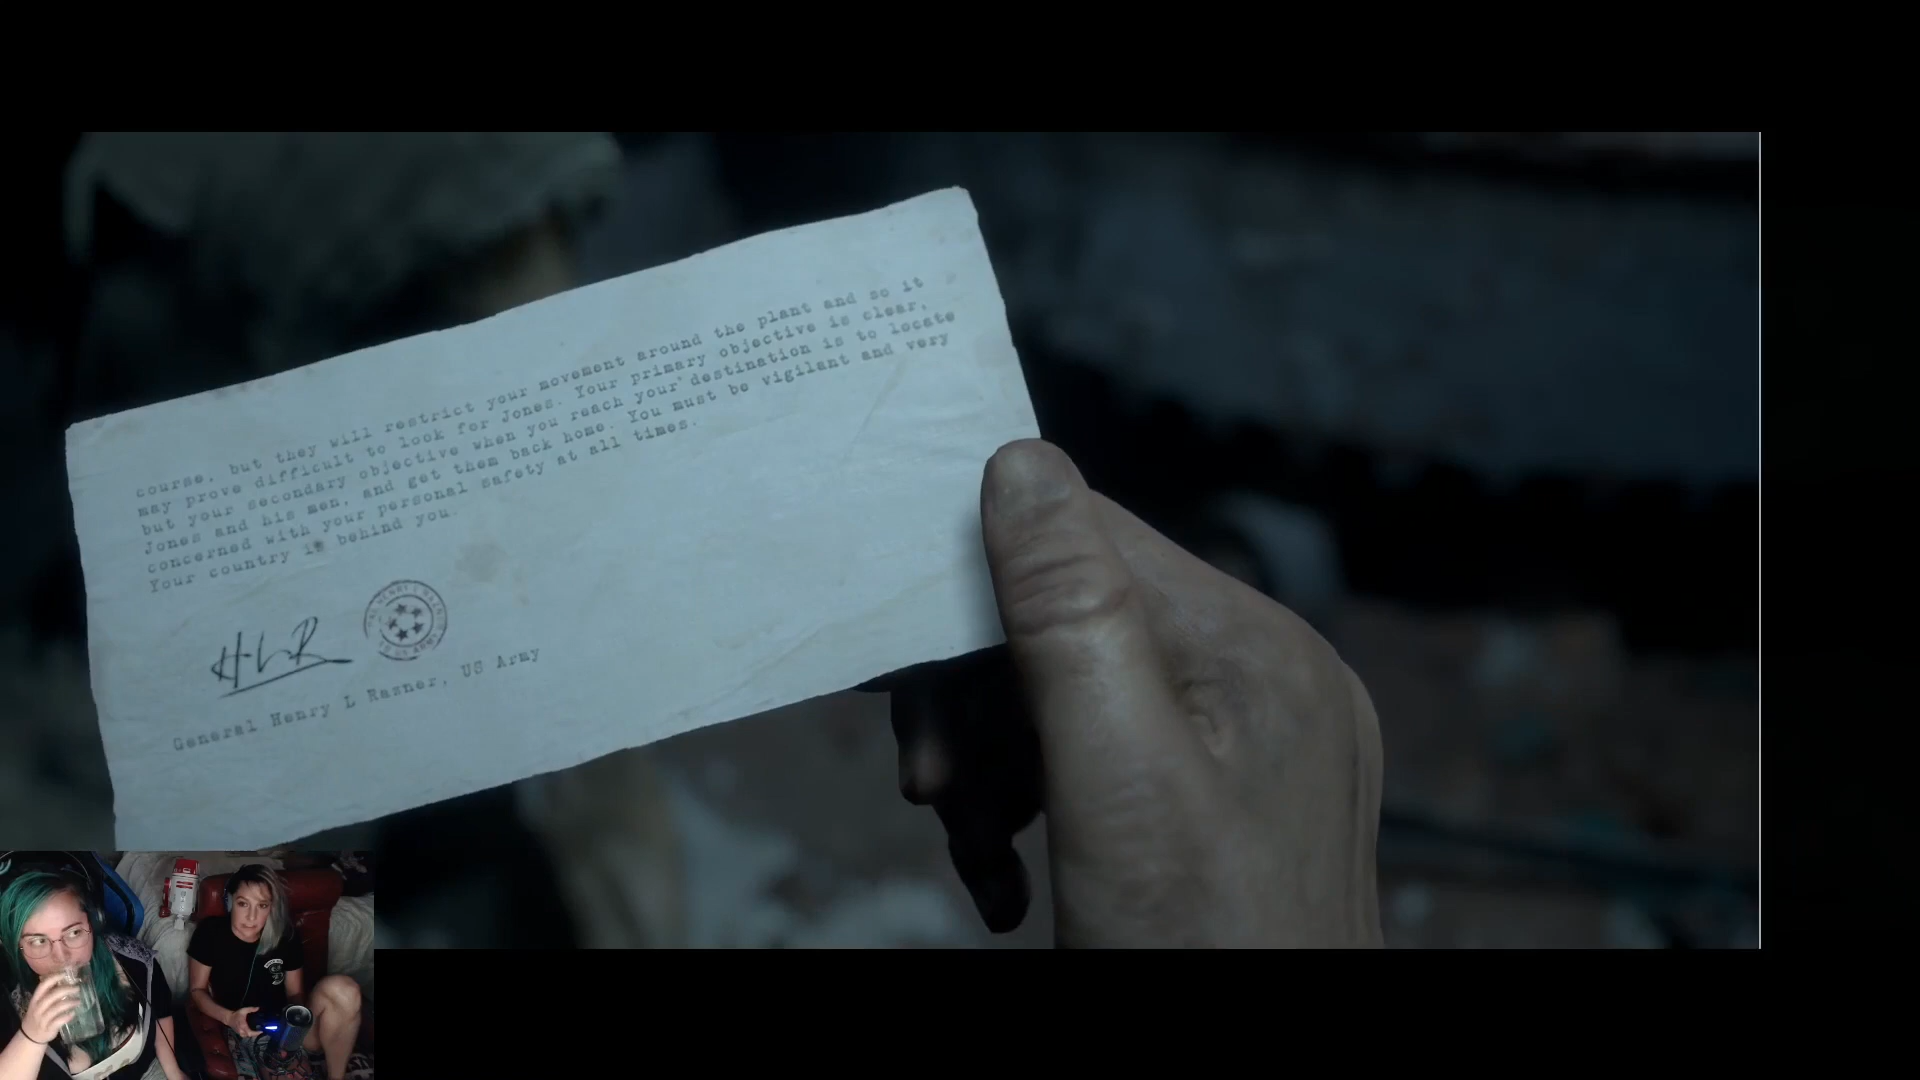 course, but they will restrict your movement around the plant and so it
may prove difficult to look for Jones. Your primary objective is clear,
but your secondary objective when you reach your destination is to locate
Jones and his men, and get them back home. You must be vigilant and very
concerned with your personal safety at all times.
Your country is behind you.
HLR
General Henry L Razner, US Army